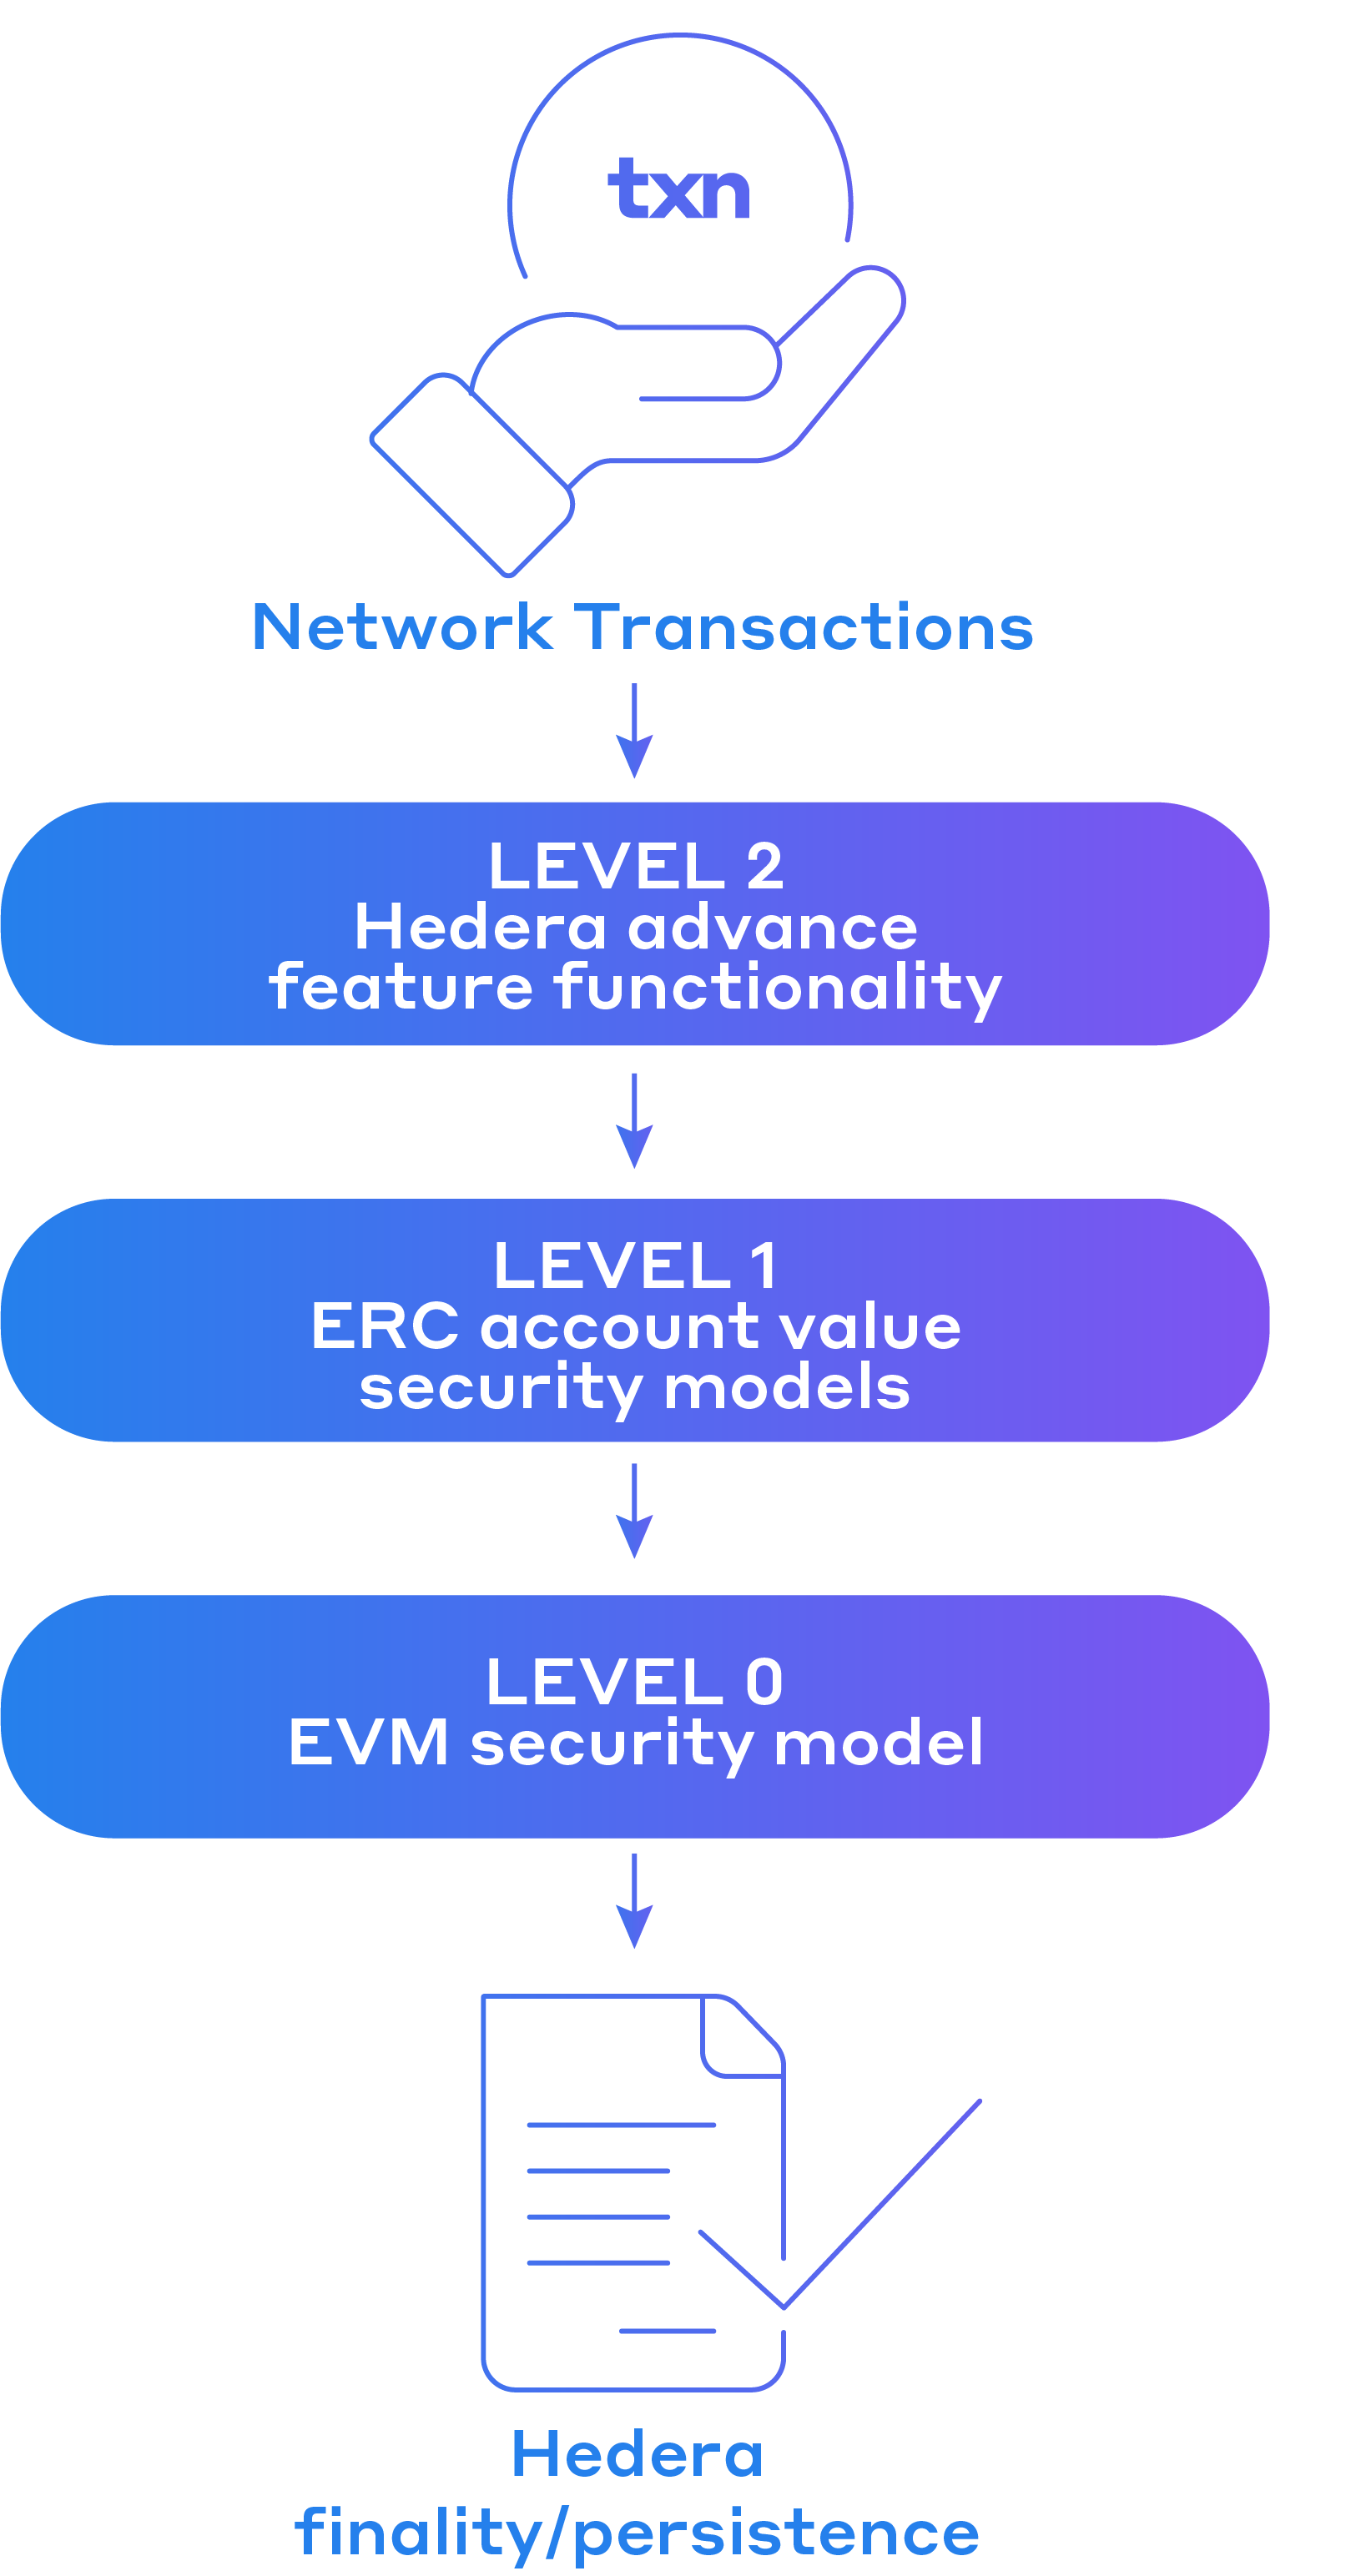 txn
Network Transactions
LEVEL 2
Hedera advance
feature functionality
LEVEL 1
ERC account value
security models
LEVEL 0
EVM security model
Hedera
finality/persistence